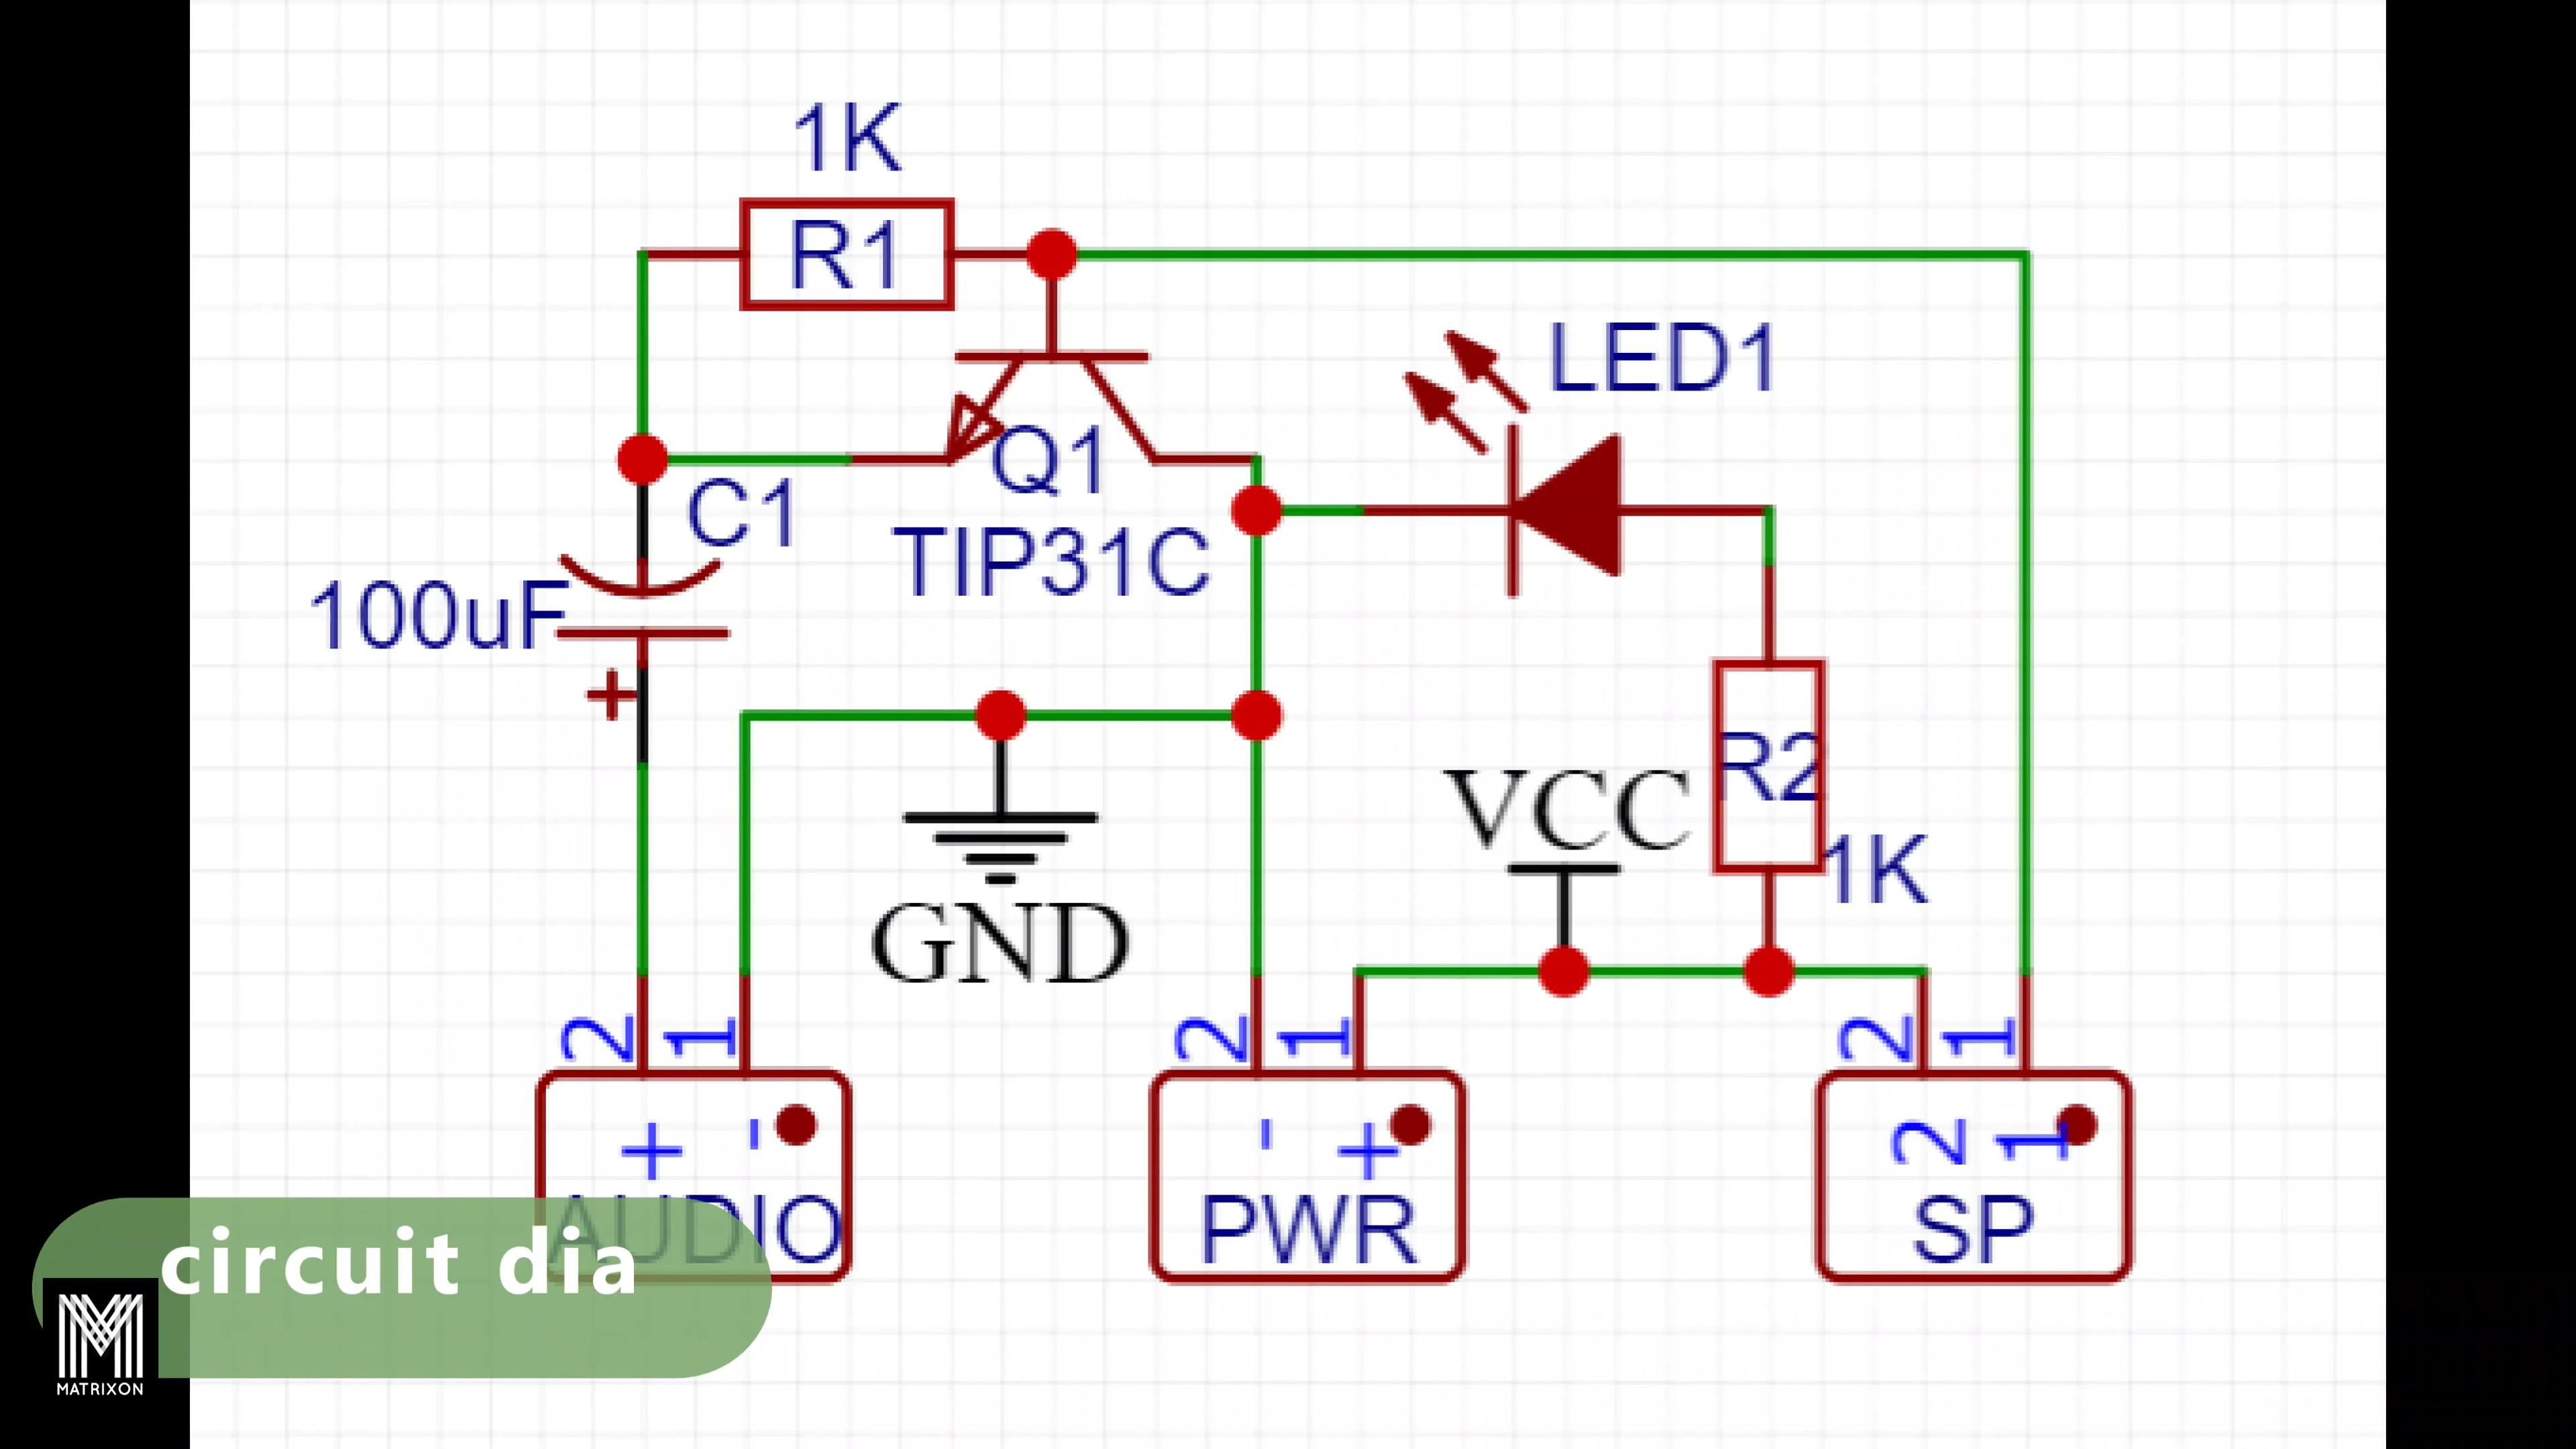 1K
R1
LED1
Q1
C1
TIP31C
100uF
+
R2
VCC
1K
GND
2 1
2 1
2 1
+ -
- +
2 1
AUDIO
PWR
SP
circuit dia
MATRIXON